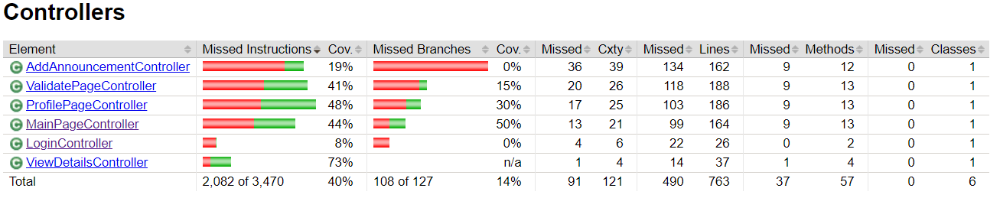 Controllers
Element Missed Instructions Cov. Missed Branches Cov. Missed Cxty Missed Lines Missed Methods Missed Classes
C AddAnnouncementController 19% 0% 36 39 134 162 9 12 0 1
C ValidatePageController 41% 15% 20 26 118 188 9 13 0 1
C ProfilePageController 48% 30% 17 25 103 186 9 13 0 1
C MainPageController 44% 50% 13 21 99 164 9 13 0 1
C LoginController 8% 0% 4 6 22 26 0 2 0 1
C ViewDetailsController 73% n/a 1 4 14 37 1 4 0 1
Total 2,082 of 3,470 40% 108 of 127 14% 91 121 490 763 37 57 0 6